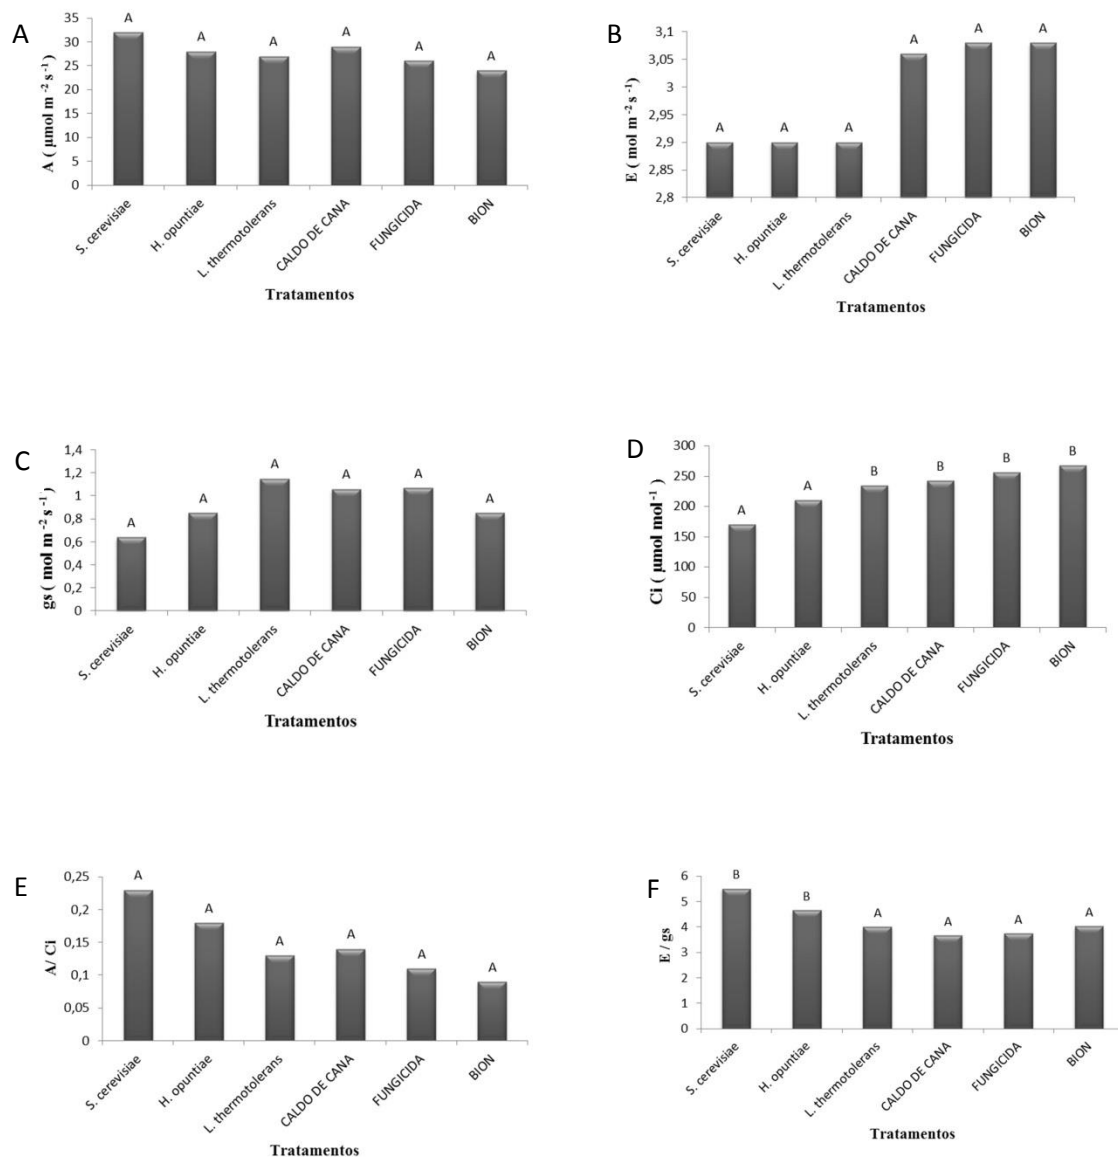 A
A ( µmol m -2 s -1 )
35
30
25
20
15
10
5
0
A A A A A A
S. cerevisiae
H. opuntiae
L. thermotolerans
CALDO DE CANA
FUNGICIDA
BION
Tratamentos
B
E ( mol m -2 s -1 )
3,1
3,05
3
2,95
2,9
2,85
2,8
A A A A A A
S. cerevisiae
H. opuntiae
L. thermotolerans
CALDO DE CANA
FUNGICIDA
BION
Tratamentos
C
gs ( mol m -2 s -1 )
1,4
1,2
1
0,8
0,6
0,4
0,2
0
A A A A A A
S. cerevisiae
H. opuntiae
L. thermotolerans
CALDO DE CANA
FUNGICIDA
BION
Tratamentos
D
Ci ( µmol mol-1 )
300
250
200
150
100
50
0
A A B B B B
S. cerevisiae
H. opuntiae
L. thermotolerans
CALDO DE CANA
FUNGICIDA
BION
Tratamentos
E
A/ Ci
0,25
0,2
0,15
0,1
0,05
0
A A A A A A
S. cerevisiae
H. opuntiae
L. thermotolerans
CALDO DE CANA
FUNGICIDA
BION
Tratamentos
F
E / gs
6
5
4
3
2
1
0
B B A A A A
S. cerevisiae
H. opuntiae
L. thermotolerans
CALDO DE CANA
FUNGICIDA
BION
Tratamentos